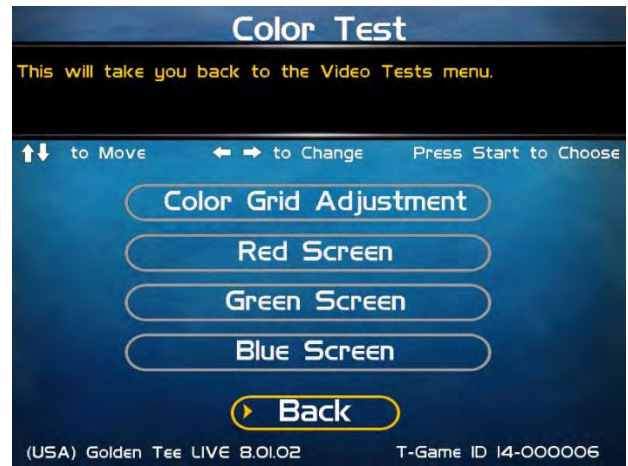 Color Test
This will take you back to the Video Tests menu.
to Move to Change Press Start to Choose
Color Grid Adjustment
Red Screen
Green Screen
Blue Screen
Back
(USA) Golden Tee LIVE 8.01.02 T-Game ID 14-000006